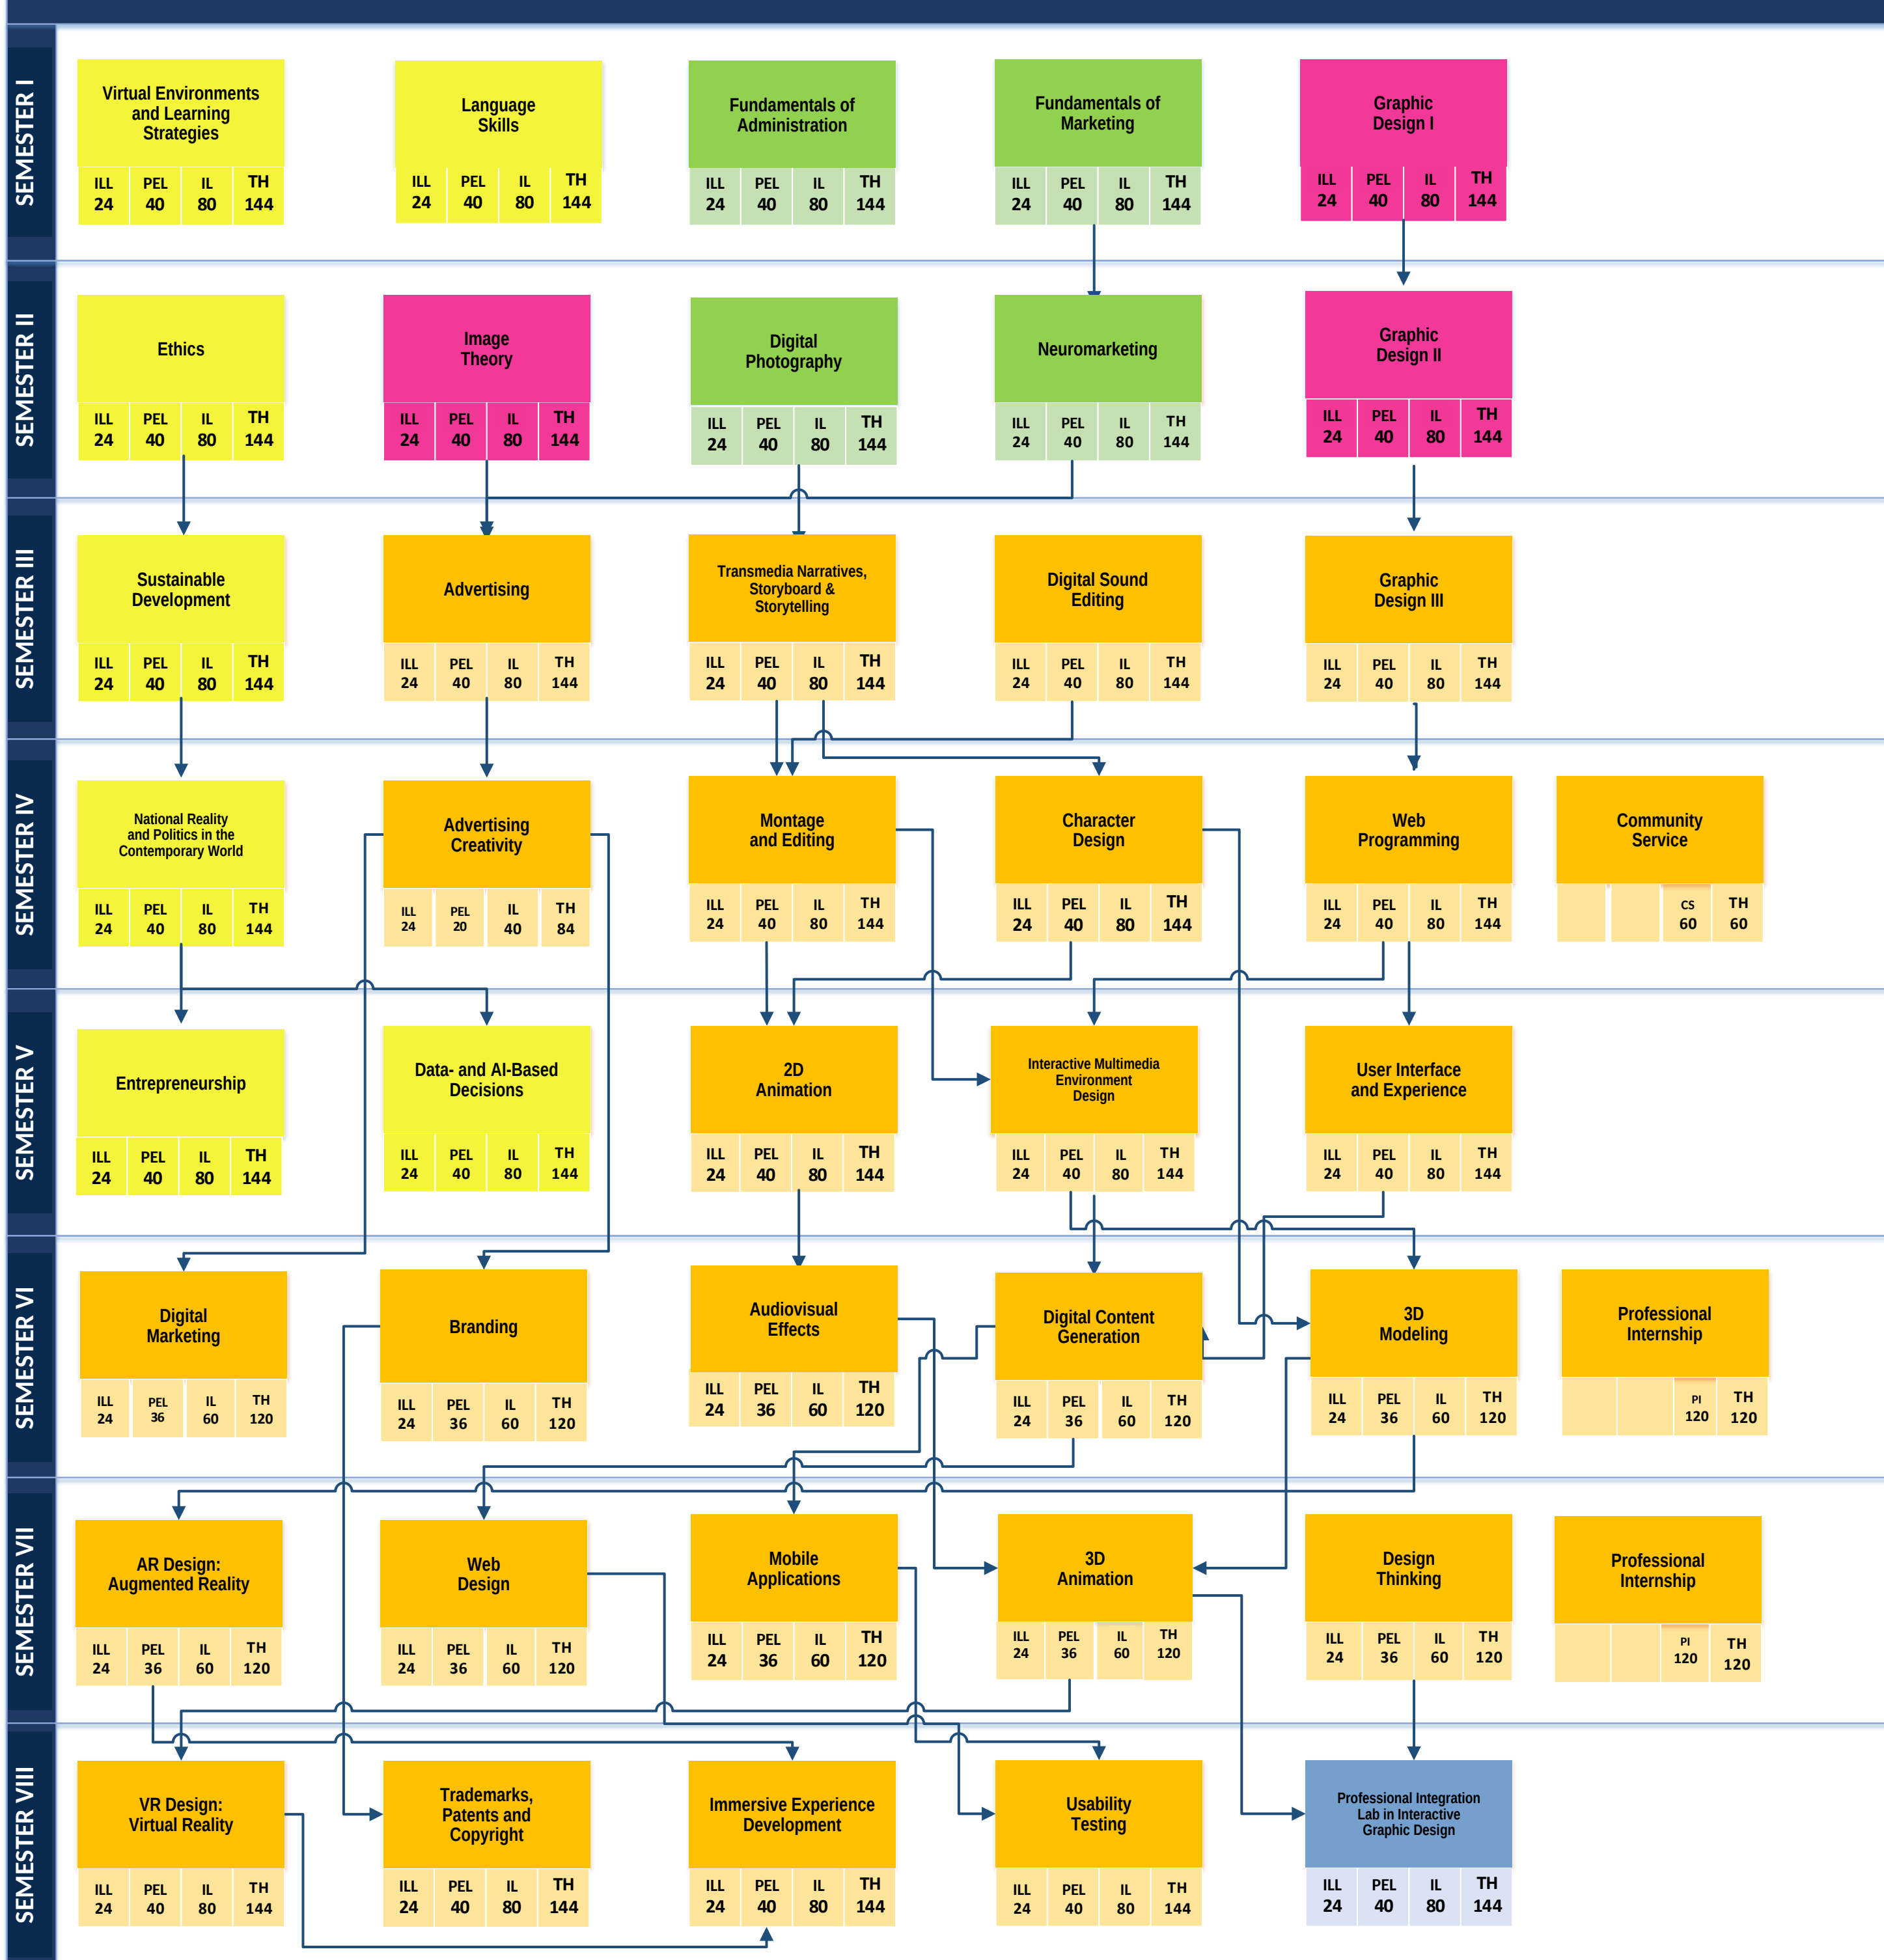 SEMESTER I
Virtual Environments
and Learning
Strategies
ILL PEL IL TH
24 40 80 144
Language
Skills
ILL PEL IL TH
24 40 80 144
Fundamentals of
Administration
ILL PEL IL TH
24 40 80 144
Fundamentals of
Marketing
ILL PEL IL TH
24 40 80 144
Graphic
Design I
ILL PEL IL TH
24 40 80 144
SEMESTER II
Ethics
ILL PEL IL TH
24 40 80 144
Image
Theory
ILL PEL IL TH
24 40 80 144
Digital
Photography
ILL PEL IL TH
24 40 80 144
Neuromarketing
ILL PEL IL TH
24 40 80 144
Graphic
Design II
ILL PEL IL TH
24 40 80 144
SEMESTER III
Sustainable
Development
ILL PEL IL TH
24 40 80 144
Advertising
ILL PEL IL TH
24 40 80 144
Transmedia Narratives,
Storyboard &
Storytelling
ILL PEL IL TH
24 40 80 144
Digital Sound
Editing
ILL PEL IL TH
24 40 80 144
Graphic
Design III
ILL PEL IL TH
24 40 80 144
SEMESTER IV
National Reality
and Politics in the
Contemporary World
ILL PEL IL TH
24 40 80 144
Advertising
Creativity
ILL PEL IL TH
24 20 40 84
Montage
and Editing
ILL PEL IL TH
24 40 80 144
Character
Design
ILL PEL IL TH
24 40 80 144
Web
Programming
ILL PEL IL TH
24 40 80 144
Community
Service
CS TH
60 60
SEMESTER V
Entrepreneurship
ILL PEL IL TH
24 40 80 144
Data- and AI-Based
Decisions
ILL PEL IL TH
24 40 80 144
2D
Animation
ILL PEL IL TH
24 40 80 144
Interactive Multimedia
Environment
Design
ILL PEL IL TH
24 40 80 144
User Interface
and Experience
ILL PEL IL TH
24 40 80 144
SEMESTER VI
Digital
Marketing
ILL PEL IL TH
24 36 60 120
Branding
ILL PEL IL TH
24 36 60 120
Audiovisual
Effects
ILL PEL IL TH
24 36 60 120
Digital Content
Generation
ILL PEL IL TH
24 36 60 120
3D
Modeling
ILL PEL IL TH
24 36 60 120
Professional
Internship
PI TH
120 120
SEMESTER VII
AR Design:
Augmented Reality
ILL PEL IL TH
24 36 60 120
Web
Design
ILL PEL IL TH
24 36 60 120
Mobile
Applications
ILL PEL IL TH
24 36 60 120
3D
Animation
ILL PEL IL TH
24 36 60 120
Design
Thinking
ILL PEL IL TH
24 36 60 120
Professional
Internship
PI TH
120 120
SEMESTER VIII
VR Design:
Virtual Reality
ILL PEL IL TH
24 40 80 144
Trademarks,
Patents and
Copyright
ILL PEL IL TH
24 40 80 144
Immersive Experience
Development
ILL PEL IL TH
24 40 80 144
Usability
Testing
ILL PEL IL TH
24 40 80 144
Professional Integration
Lab in Interactive
Graphic Design
ILL PEL IL TH
24 40 80 144